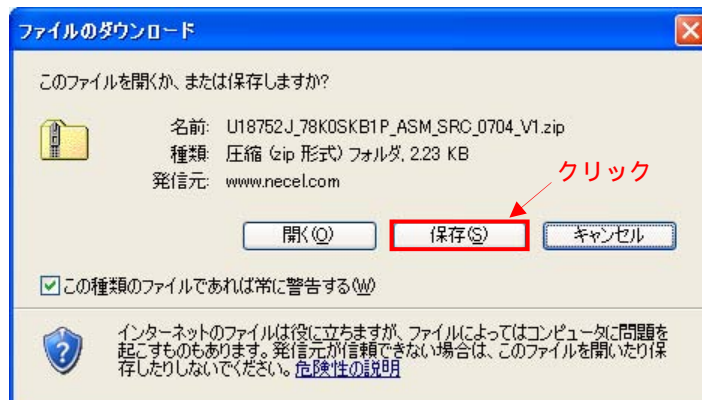 ファイルのダウンロード
このファイルを開くか、または保存しますか?
名前: U18752J_78K0SKB1P_ASM_SRC_0704_V1.zip
種類: 圧縮 (zip 形式) フォルダ, 2.23 KB
発信元: www.necel.com
クリック
開く(O) 保存(S) キャンセル
この種類のファイルであれば常に警告する(W)
インターネットのファイルは役に立ちますが、ファイルによってはコンピュータに問題を
起こすものもあります。発信元が信頼できない場合は、このファイルを開いたり保
存したりしないでください。危険性の説明